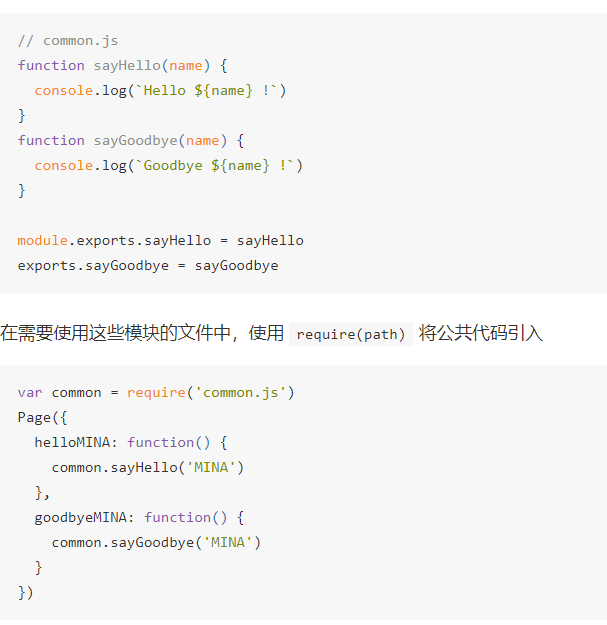 // common.js
function sayHello(name) {
  console.log(`Hello ${name} !`)
}
function sayGoodbye(name) {
  console.log(`Goodbye ${name} !`)
}

module.exports.sayHello = sayHello
exports.sayGoodbye = sayGoodbye
在需要使用这些模块的文件中，使用 require(path) 将公共代码引入
var common = require('common.js')
Page({
  helloMINA: function() {
    common.sayHello('MINA')
  },
  goodbyeMINA: function() {
    common.sayGoodbye('MINA')
  }
})